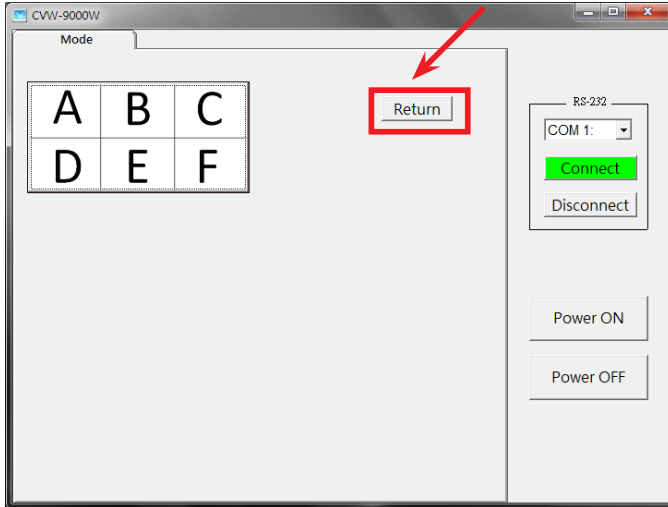 CVW-9000W
Mode
A B C
D E F
Return
RS-232
COM 1:
Connect
Disconnect
Power ON
Power OFF